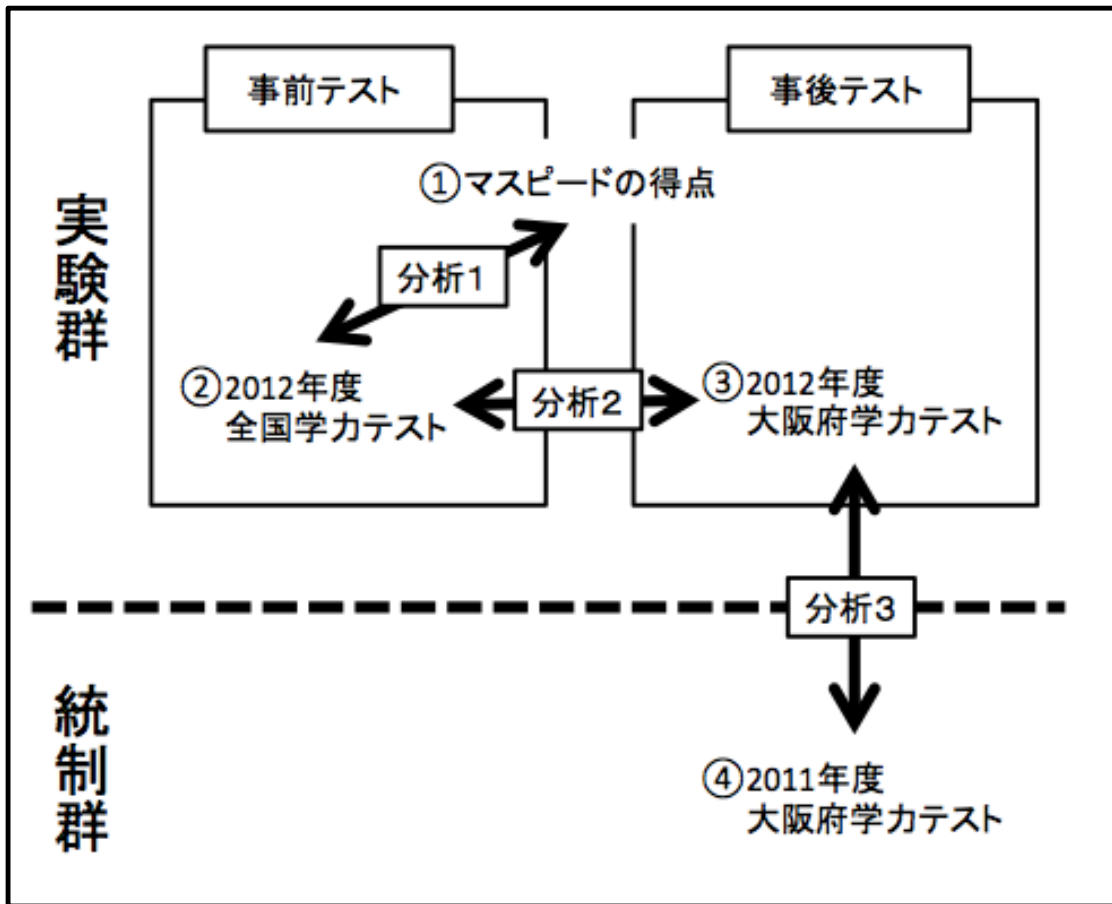 事前テスト
事後テスト
実験群
①マスピードの得点
分析1
②2012年度
全国学力テスト
分析2
③2012年度
大阪府学力テスト
分析3
統制群
④2011年度
大阪府学力テスト